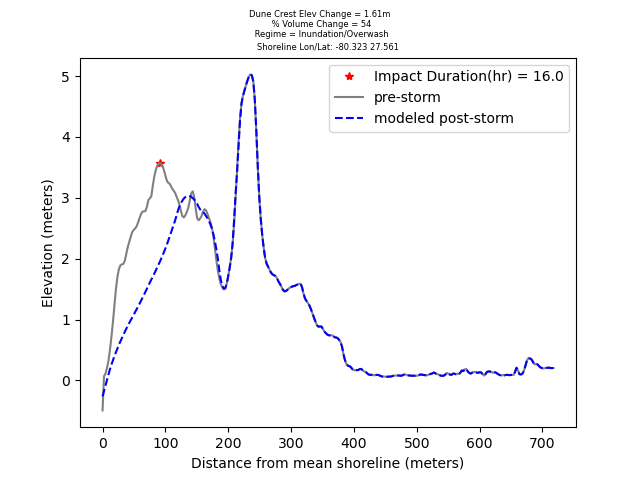 Dune Crest Elev Change = 1.61m
% Volume Change = 54
Regime = Inundation/Overwash
Shoreline Lon/Lat: -80.323 27.561
Impact Duration(hr) = 16.0
pre-storm
modeled post-storm
Elevation (meters)
5
4
3
2
1
0
0 100 200 300 400 500 600 700
Distance from mean shoreline (meters)